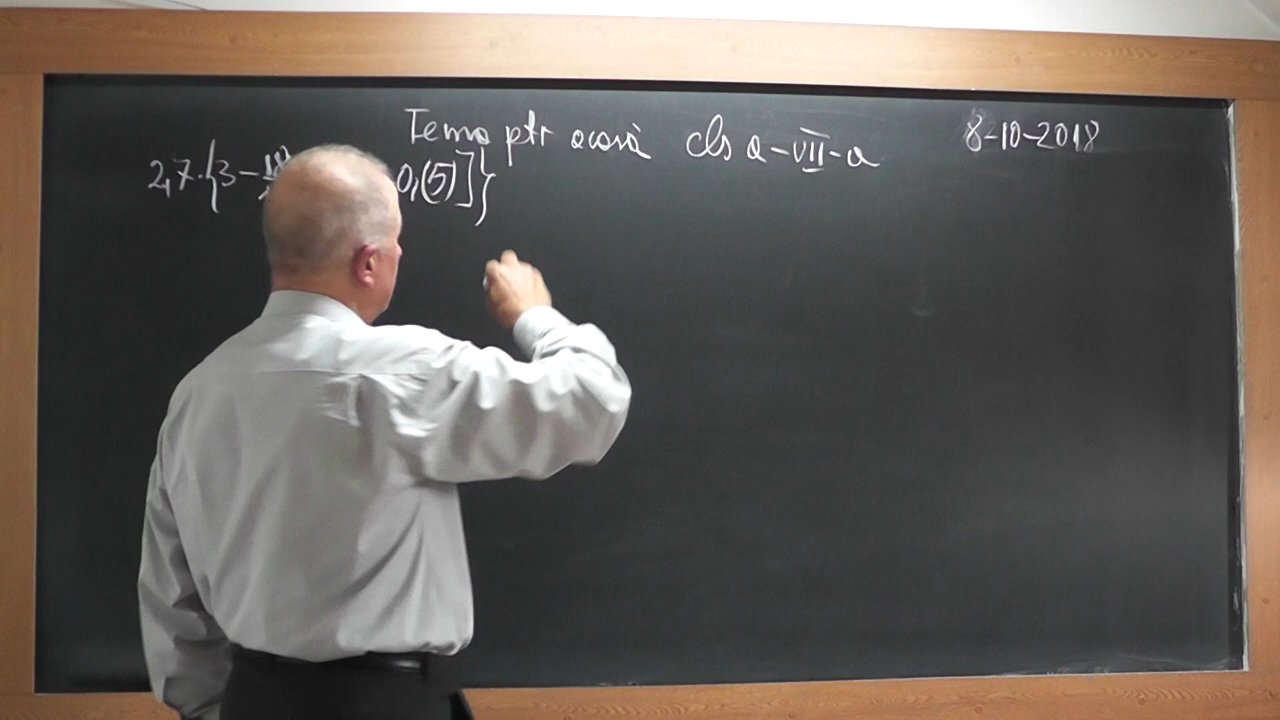 Tema ptr acasă cls a-VII-a 8-10-2018
2,7·{3- 0,(5)]}